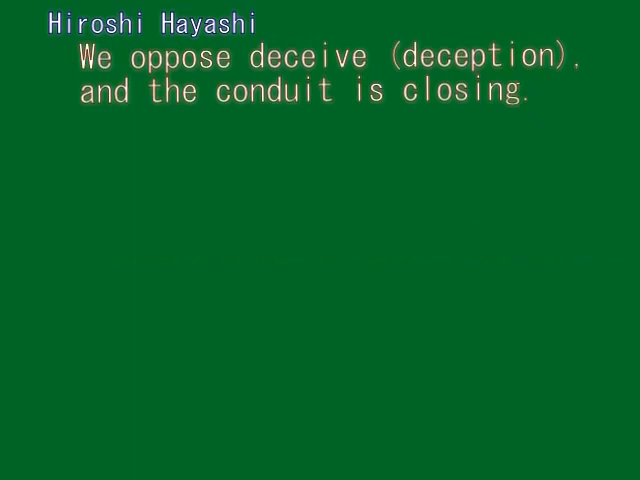 Hiroshi Hayashi
We oppose deceive (deception),
and the conduit is closing.